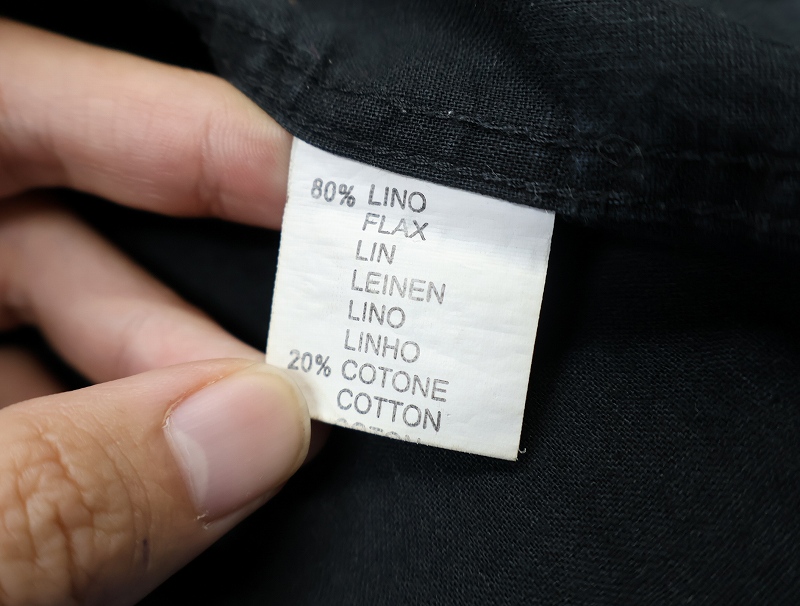 80% LINO
FLAX
LIN
LEINEN
LINO
LINHO
20% COTONE
COTTON